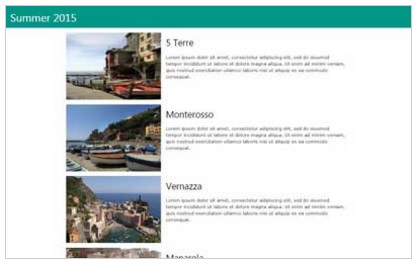 Summer 2015
5 Terre
Lorem ipsum dolor sit amet, consectetur adipiscing elit, sed do eiusmod
tempor incididunt ut labore et dolore magna aliqua. Ut enim ad minim veniam,
quis nostrud exercitation ullamco laboris nisi ut aliquip ex ea commodo
consequat.
Monterosso
Lorem ipsum dolor sit amet, consectetur adipiscing elit, sed do eiusmod
tempor incididunt ut labore et dolore magna aliqua. Ut enim ad minim veniam,
quis nostrud exercitation ullamco laboris nisi ut aliquip ex ea commodo
consequat.
Vernazza
Lorem ipsum dolor sit amet, consectetur adipiscing elit, sed do eiusmod
tempor incididunt ut labore et dolore magna aliqua. Ut enim ad minim veniam,
quis nostrud exercitation ullamco laboris nisi ut aliquip ex ea commodo
consequat.
Manarola